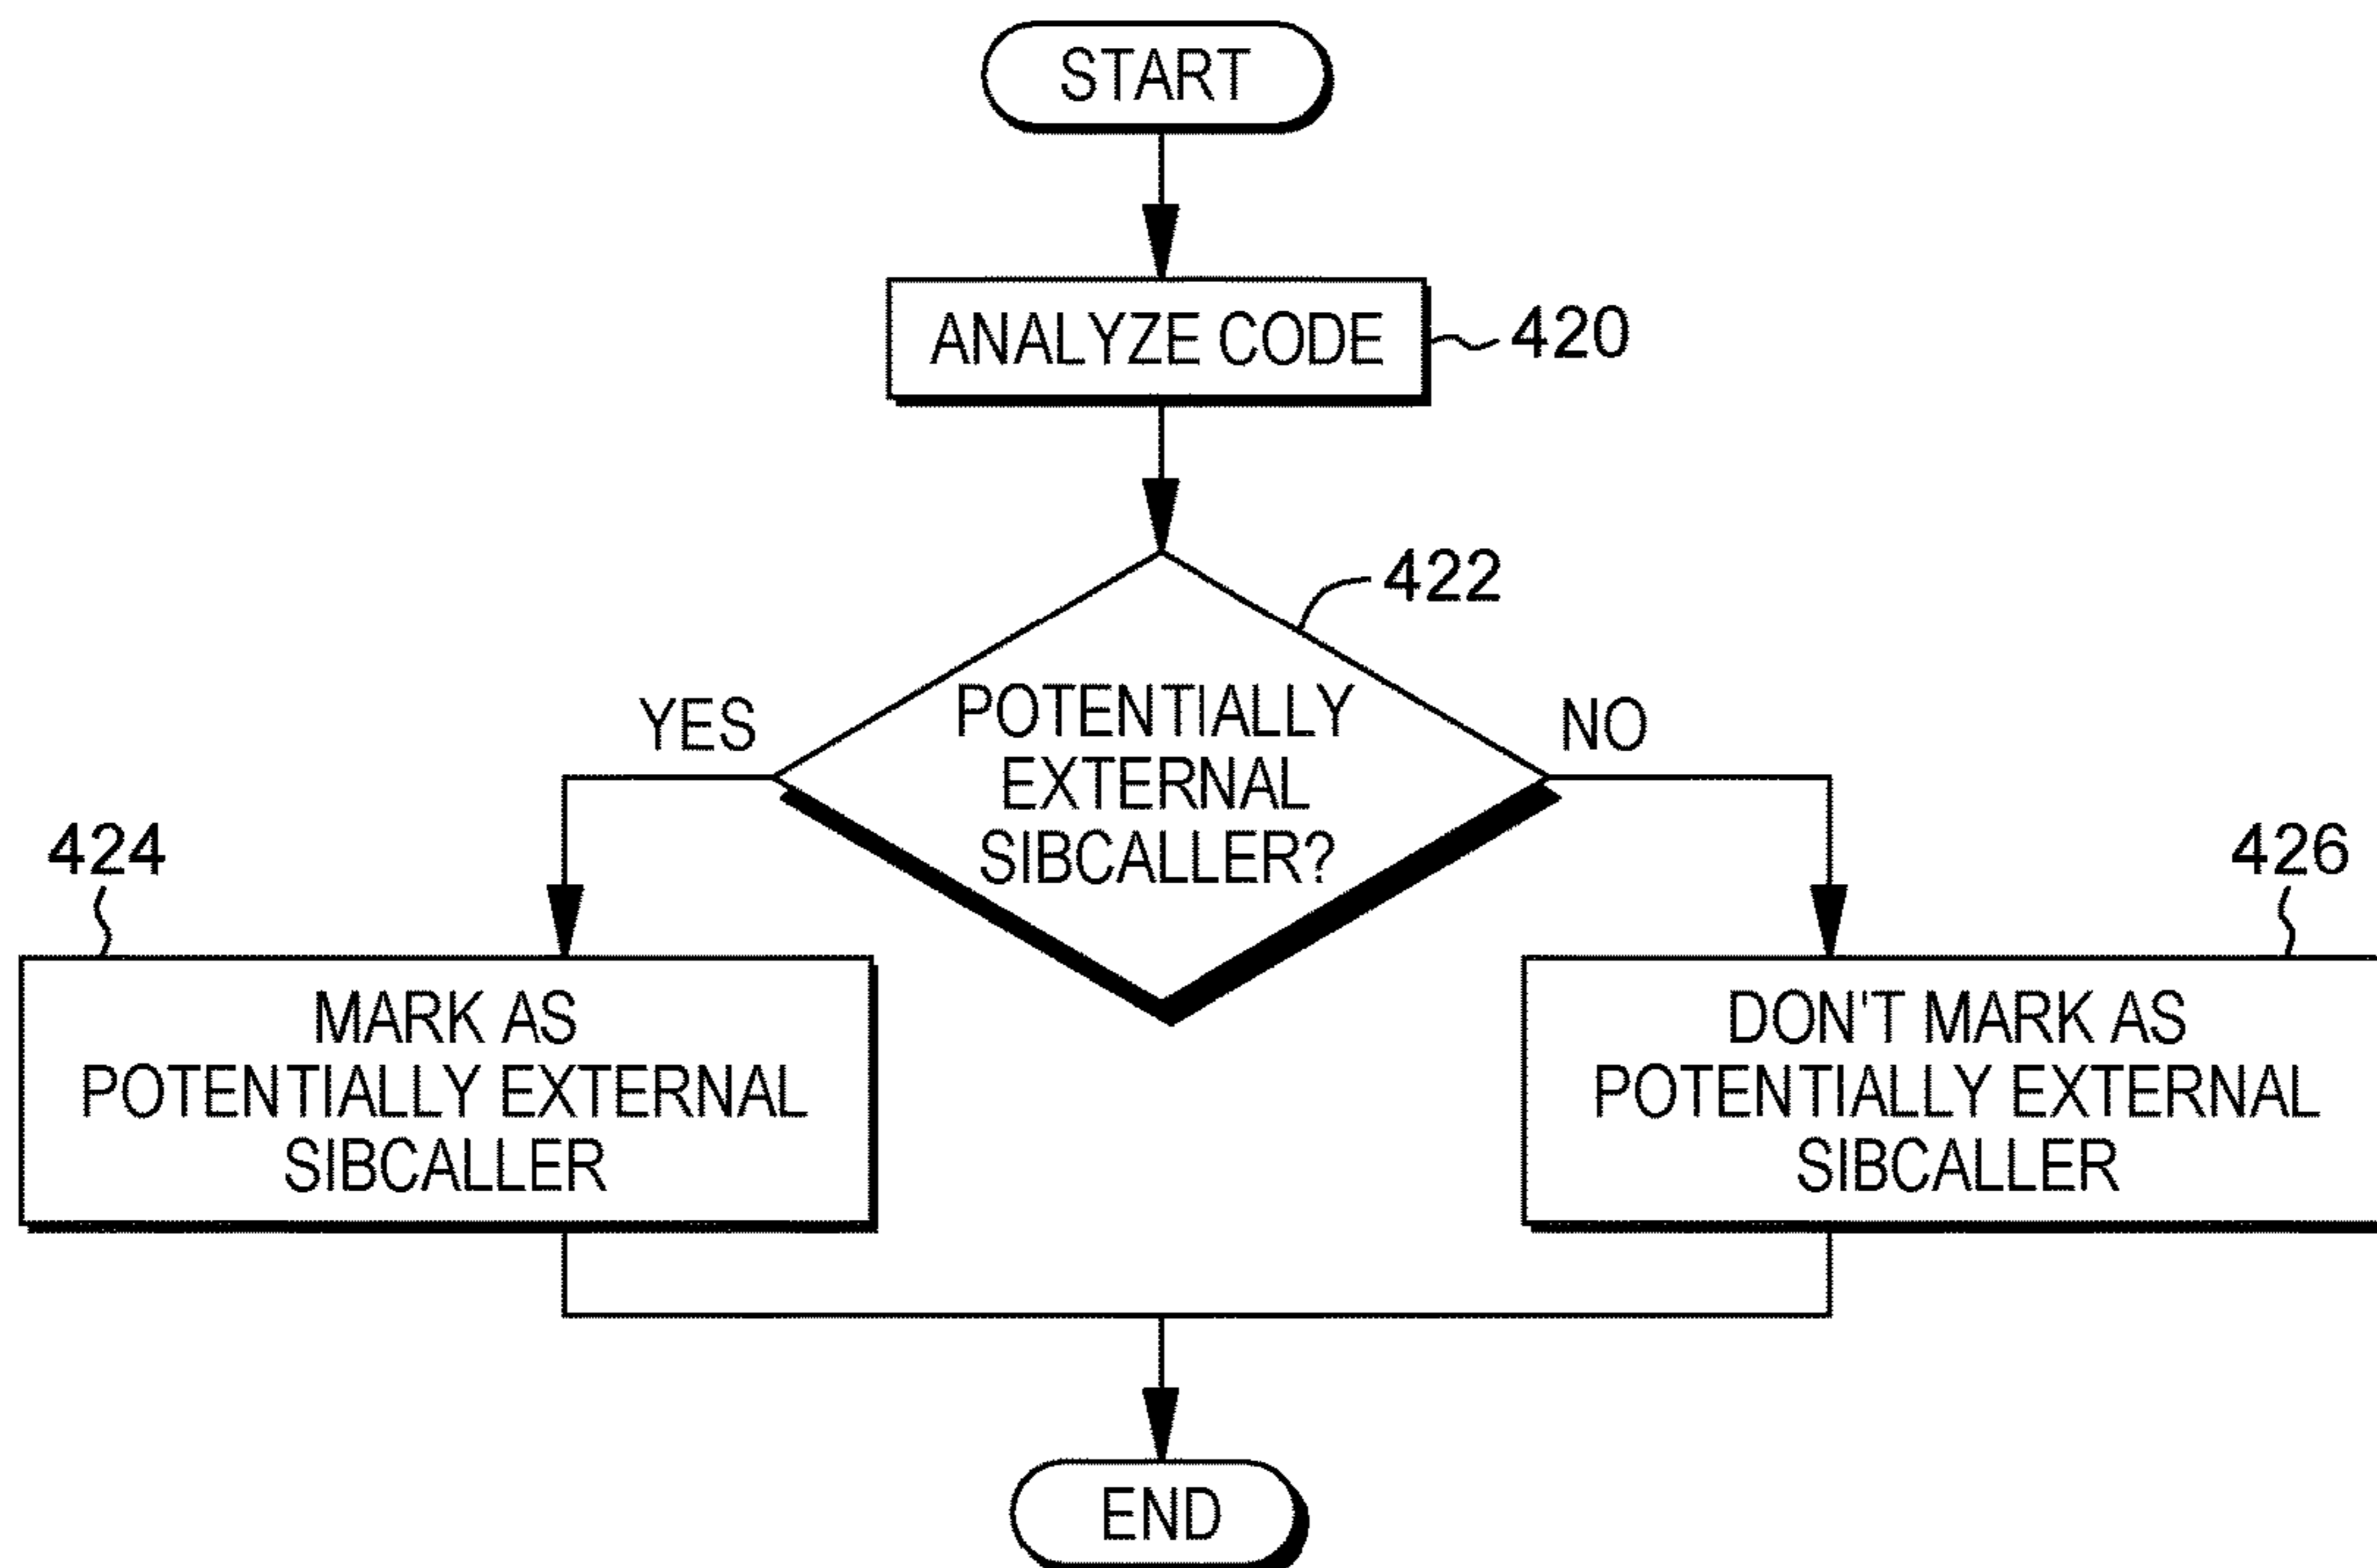 START
ANALYZE CODE
420
422
YES
POTENTIALLY
EXTERNAL
SIBCALLER?
NO
424
MARK AS
POTENTIALLY EXTERNAL
SIBCALLER
426
DON'T MARK AS
POTENTIALLY EXTERNAL
SIBCALLER
END